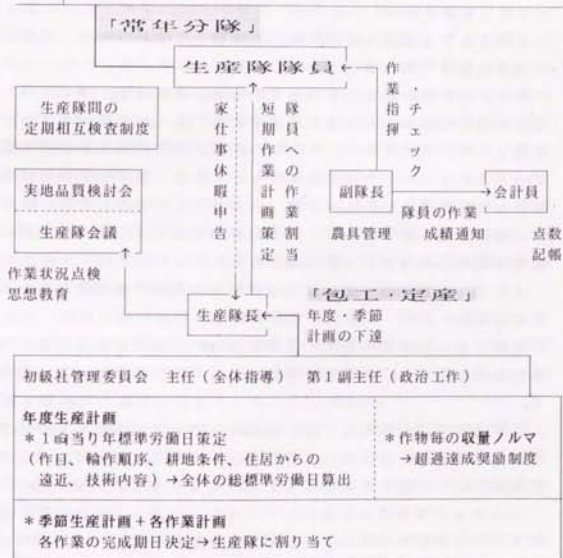 「常年分隊」
生産隊隊員
作業指揮・チェック
生産隊間の
定期相互検査制度
実地品質検討会
生産隊会議
作業状況点検
思想教育
家仕事休暇申告
短期作業の計画策定
隊員への作業割当
副隊長
会計員
隊員の作業
農具管理 成績通知 点数
記帳
「包工・定産」
生産隊長
年度・季節
計画の下達
初級社管理委員会 主任(全体指導) 第1副主任(政治工作)
年度生産計画
*1畝当り年標準労働日策定
(作目、輪作順序、耕地条件、住居からの
遠近、技術内容)→全体の総標準労働日算出
*作物毎の収量ノルマ
→超過達成奨励制度
*季節生産計画+各作業計画
各作業の完成期日決定→生産隊に割り当て